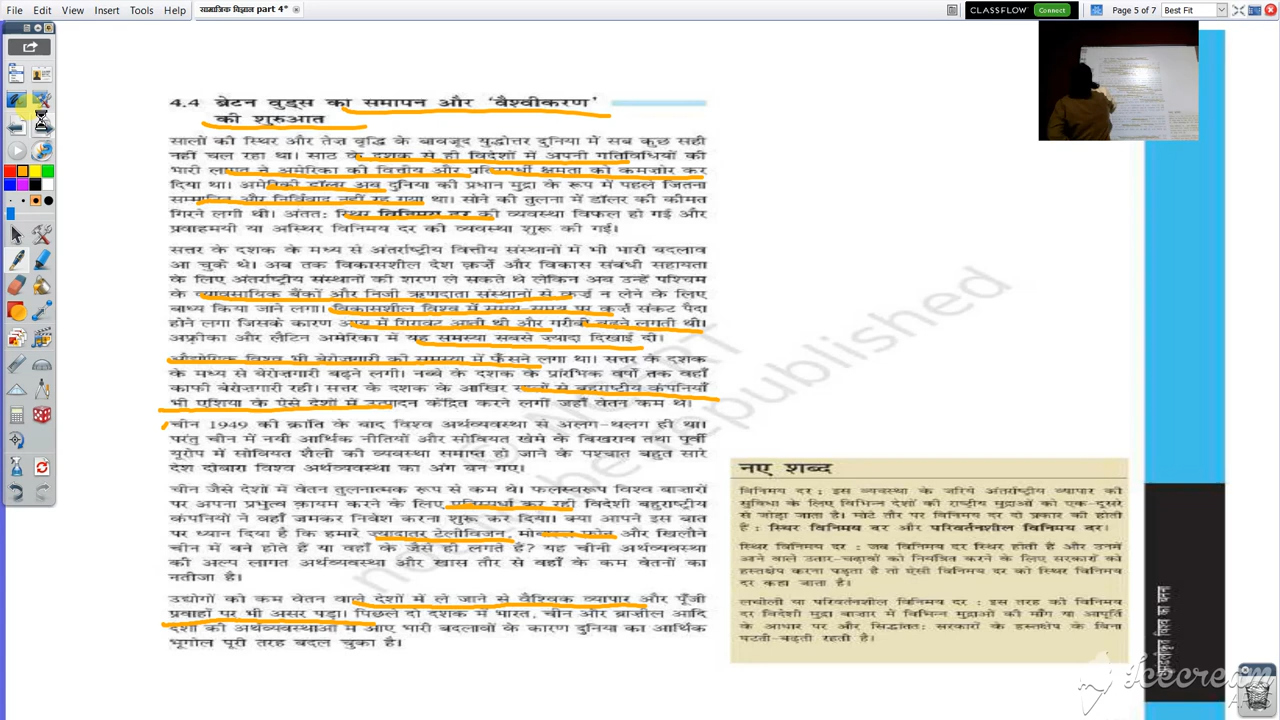 File Edit View Insert Tools Help
सामाजिक विज्ञान part 4*
CLASSFLOW Connect
Page 5 of 7
Best Fit
4.4 ब्रेटन वुड्स का समापन और 'वैश्वीकरण'
की शुरुआत
सालों की स्थिर और तेज़ वृद्धि के बावजूद युद्धोत्तर दुनिया में सब कुछ सही
नहीं चल रहा था। साठ के दशक से ही विदेशों में अपनी गतिविधियों की
भारी लागत ने अमेरिका की वित्तीय और प्रतिस्पर्धी क्षमता को कमज़ोर कर
दिया था। अमेरिकी डॉलर अब दुनिया की प्रधान मुद्रा के रूप में पहले जितना
सम्मानित और निर्विवाद नहीं रह गया था। सोने की तुलना में डॉलर की कीमत
गिरने लगी थी। अंततः स्थिर विनिमय दर की व्यवस्था विफल हो गई और
प्रवाहमयी या अस्थिर विनिमय दर की व्यवस्था शुरू की गई।
सत्तर के दशक के मध्य से अंतर्राष्ट्रीय वित्तीय संस्थानों में भी भारी बदलाव
आ चुके थे। अब तक विकासशील देश कर्ज़े और विकास संबंधी सहायता
के लिए अंतर्राष्ट्रीय संस्थानों की शरण ले सकते थे लेकिन अब उन्हें पश्चिम
के व्यावसायिक बैंकों और निजी ऋणदाता संस्थानों से कर्ज़ न लेने के लिए
बाध्य किया जाने लगा। विकासशील विश्व में समय-समय पर कर्ज़ संकट पैदा
होने लगा जिसके कारण आय में गिरावट आती थी और गरीबी बढ़ने लगती थी।
अफ़्रीका और लैटिन अमेरिका में यह समस्या सबसे ज़्यादा दिखाई दी।
औद्योगिक विश्व भी बेरोज़गारी की समस्या में फँसने लगा था। सत्तर के दशक
के मध्य से बेरोज़गारी बढ़ने लगी। नब्बे के दशक के प्रारंभिक वर्षों तक वहाँ
काफी बेरोज़गारी रही। सत्तर के दशक के आखिर सालों से बहुराष्ट्रीय कंपनियाँ
भी एशिया के ऐसे देशों में उत्पादन केंद्रित करने लगीं जहाँ वेतन कम थे।
चीन 1949 की क्रांति के बाद विश्व अर्थव्यवस्था से अलग-थलग ही था।
परंतु चीन में नयी आर्थिक नीतियों और सोवियत खेमे के बिखराव तथा पूर्वी
यूरोप में सोवियत शैली की व्यवस्था समाप्त हो जाने के पश्चात बहुत सारे
देश दोबारा विश्व अर्थव्यवस्था का अंग बन गए।
चीन जैसे देशों में वेतन तुलनात्मक रूप से कम थे। फलस्वरूप विश्व बाज़ारों
पर अपना प्रभुत्व क़ायम करने के लिए प्रतिस्पर्धा कर रही विदेशी बहुराष्ट्रीय
कंपनियों ने वहाँ जमकर निवेश करना शुरू कर दिया। क्या आपने इस बात
पर ध्यान दिया है कि हमारे ज़्यादातर टेलीविज़न, मोबाइल फ़ोन और खिलौने
चीन में बने होते हैं या वहाँ के जैसे ही लगते हैं? यह चीनी अर्थव्यवस्था
की अल्प लागत अर्थव्यवस्था और खास तौर से वहाँ के कम वेतनों का
नतीजा है।
उद्योगों को कम वेतन वाले देशों में ले जाने से वैश्विक व्यापार और पूँजी
प्रवाहों पर भी असर पड़ा। पिछले दो दशक में भारत, चीन और ब्राज़ील आदि
देशों की अर्थव्यवस्थाओं में आए भारी बदलावों के कारण दुनिया का आर्थिक
भूगोल पूरी तरह बदल चुका है।
नए शब्द
विनिमय दर : इस व्यवस्था के ज़रिये अंतर्राष्ट्रीय व्यापार की
सुविधा के लिए विभिन्न देशों की राष्ट्रीय मुद्राओं को एक-दूसरे
से जोड़ा जाता है। मोटे तौर पर विनिमय दर दो प्रकार की होती
हैं : स्थिर विनिमय दर और परिवर्तनशील विनिमय दर।
स्थिर विनिमय दर : जब विनिमय दर स्थिर होती हैं और उनमें
आने वाले उतार-चढ़ावों को नियंत्रित करने के लिए सरकारों को
हस्तक्षेप करना पड़ता है तो ऐसी विनिमय दर को स्थिर विनिमय
दर कहा जाता है।
लचीली या परिवर्तनशील विनिमय दर : इस तरह की विनिमय
दर विदेशी मुद्रा बाज़ार में विभिन्न मुद्राओं की माँग या आपूर्ति
के आधार पर और सिद्धांततः सरकारों के हस्तक्षेप के बिना
घटती-बढ़ती रहती है।
भूमंडलीकृत विश्व का बनना
Icecream